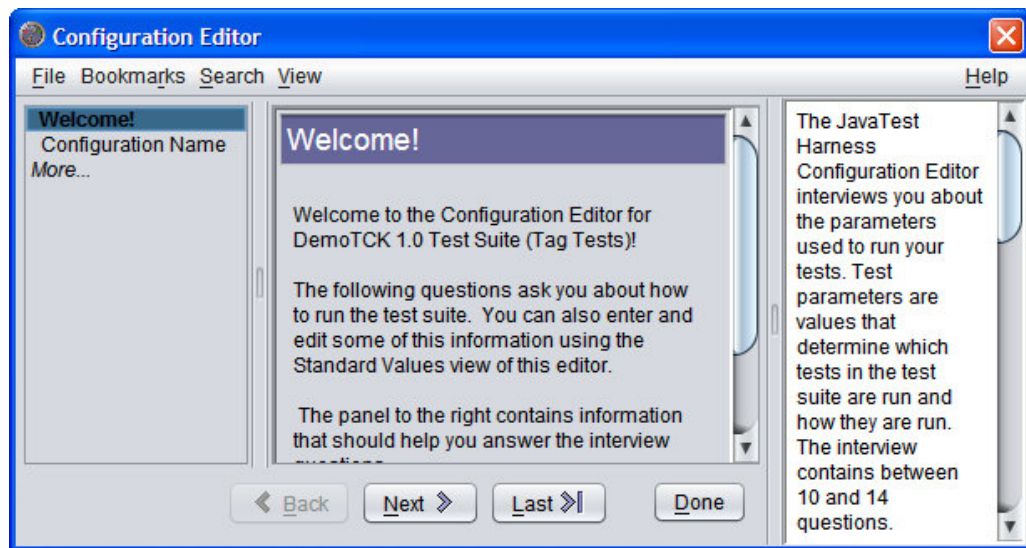 Configuration Editor
File Bookmarks Search View Help
Welcome!
Configuration Name
More...
Welcome!
Welcome to the Configuration Editor for
DemoTCK 1.0 Test Suite (Tag Tests)!
The following questions ask you about how
to run the test suite. You can also enter and
edit some of this information using the
Standard Values view of this editor.
The panel to the right contains information
that should help you answer the interview
Back Next Last Done
The JavaTest
Harness
Configuration Editor
interviews you about
the parameters
used to run your
tests. Test
parameters are
values that
determine which
tests in the test
suite are run and
how they are run.
The interview
contains between
10 and 14
questions.